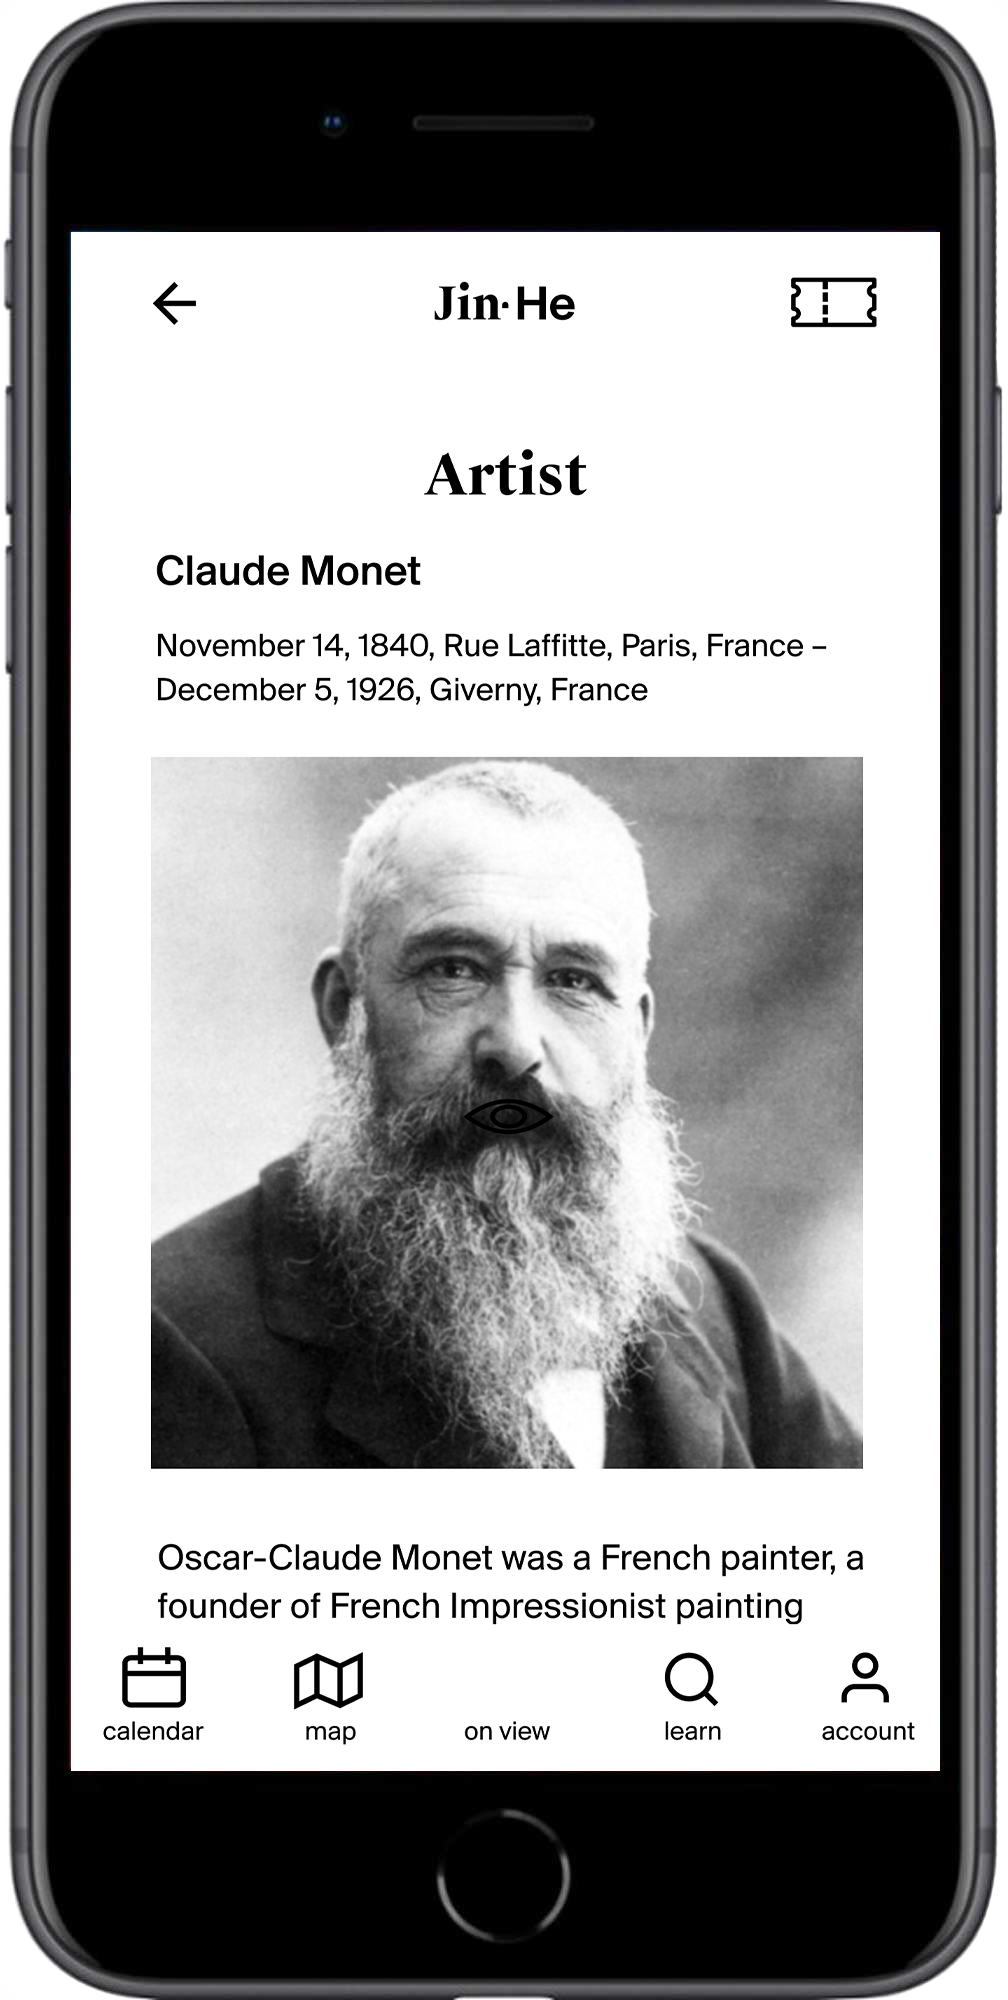 Jin·He
Artist
Claude Monet
November 14, 1840, Rue Laffitte, Paris, France –
December 5, 1926, Giverny, France
Oscar-Claude Monet was a French painter, a
founder of French Impressionist painting
calendar map on view learn account